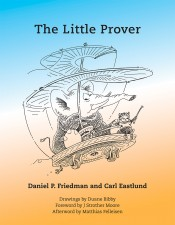 The Little Prover
Daniel P. Friedman and Carl Eastlund
Drawings by Duane Bibby
Foreword by J Strother Moore
Afterword by Matthias Felleisen